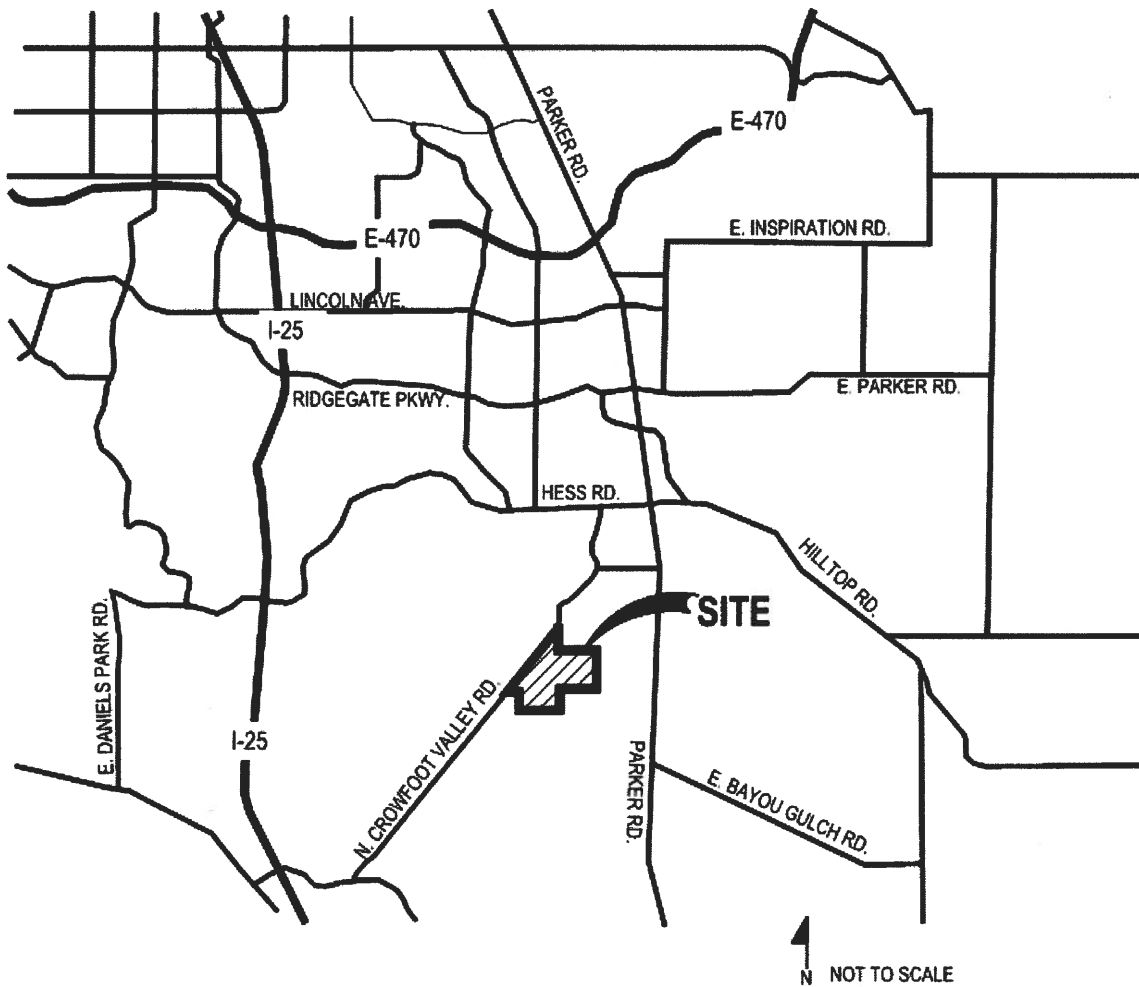 PARKER RD.
E-470
E. INSPIRATION RD.
E-470
LINCOLN AVE.
I-25
E. PARKER RD.
RIDGEGATE PKWY.
HESS RD.
HILLTOP RD.
SITE
E. DANIELS PARK RD.
N. CROWFOOT VALLEY RD.
I-25
PARKER RD.
E. BAYOU GULCH RD.
N NOT TO SCALE